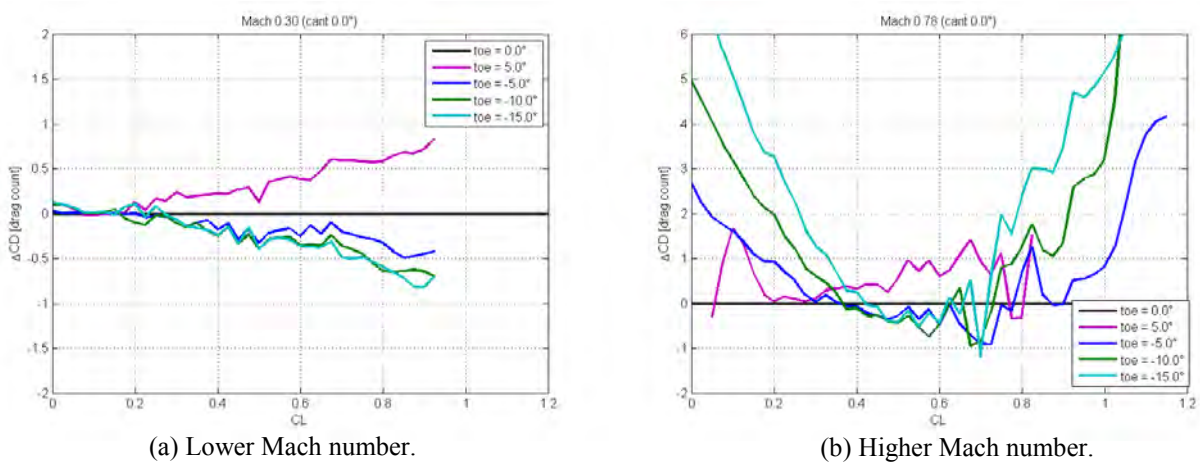 Mach 0.30 (cant 0.0°)
2
1.5
1
0.5
0
-0.5
-1
-1.5
-2
ΔCD [drag count]
toe = 0.0°
toe = 5.0°
toe = -5.0°
toe = -10.0°
toe = -15.0°
0 0.2 0.4 0.6 0.8 1 1.2
CL
(a) Lower Mach number.
Mach 0.78 (cant 0.0°)
6
5
4
3
2
1
0
-1
-2
ΔCD [drag count]
toe = 0.0°
toe = 5.0°
toe = -5.0°
toe = -10.0°
toe = -15.0°
0 0.2 0.4 0.6 0.8 1 1.2
CL
(b) Higher Mach number.